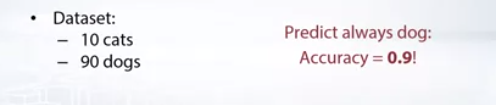 • Dataset:
– 10 cats
– 90 dogs
Predict always dog:
Accuracy = 0.9!